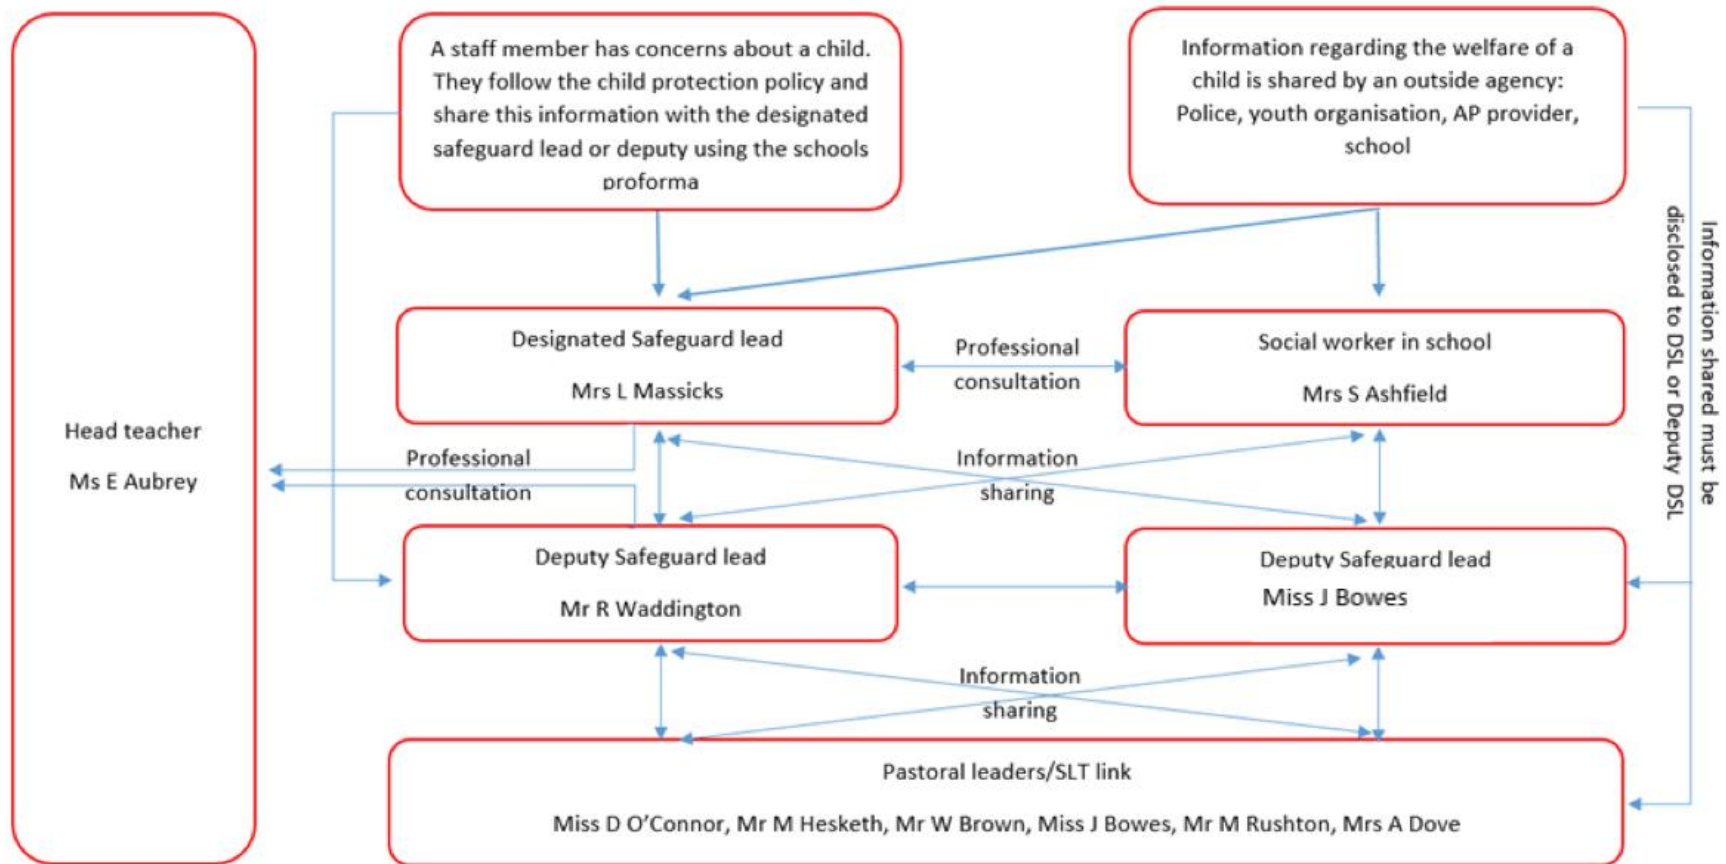 A staff member has concerns about a child.
They follow the child protection policy and
share this information with the designated
safeguard lead or deputy using the schools
proforma
Information regarding the welfare of a
child is shared by an outside agency:
Police, youth organisation, AP provider,
school
Information shared must be
disclosed to DSL or Deputy DSL
Designated Safeguard lead
Mrs L Massicks
Professional
consultation
Social worker in school
Mrs S Ashfield
Head teacher
Ms E Aubrey
Professional
consultation
Information
sharing
Deputy Safeguard lead
Mr R Waddington
Deputy Safeguard lead
Miss J Bowes
Information
sharing
Pastoral leaders/SLT link
Miss D O’Connor, Mr M Hesketh, Mr W Brown, Miss J Bowes, Mr M Rushton, Mrs A Dove